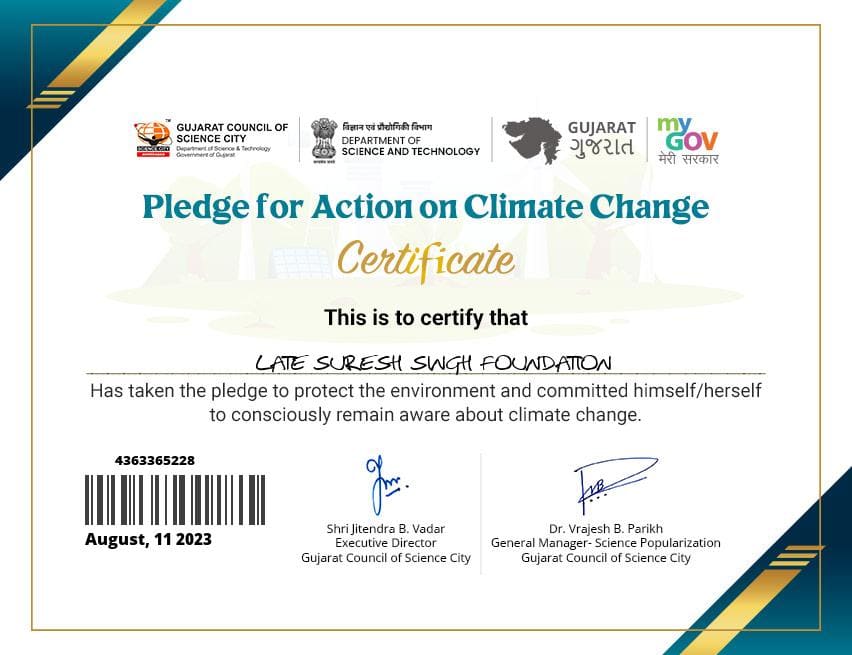 GUJARAT COUNCIL OF
SCIENCE CITY
Department of Science & Technology
Government of Gujarat
SCIENCE CITY
विज्ञान एवं प्रौद्योगिकी विभाग
DEPARTMENT OF
SCIENCE AND TECHNOLOGY
GUJARAT
ગુજરાત
my
GOV
मेरी सरकार
Pledge for Action on Climate Change
Certificate
This is to certify that
LATE SURESH SINGH FOUNDATION
Has taken the pledge to protect the environment and committed himself/herself
to consciously remain aware about climate change.
4363365228
August, 11 2023
Shri Jitendra B. Vadar
Executive Director
Gujarat Council of Science City
Dr. Vrajesh B. Parikh
General Manager- Science Popularization
Gujarat Council of Science City